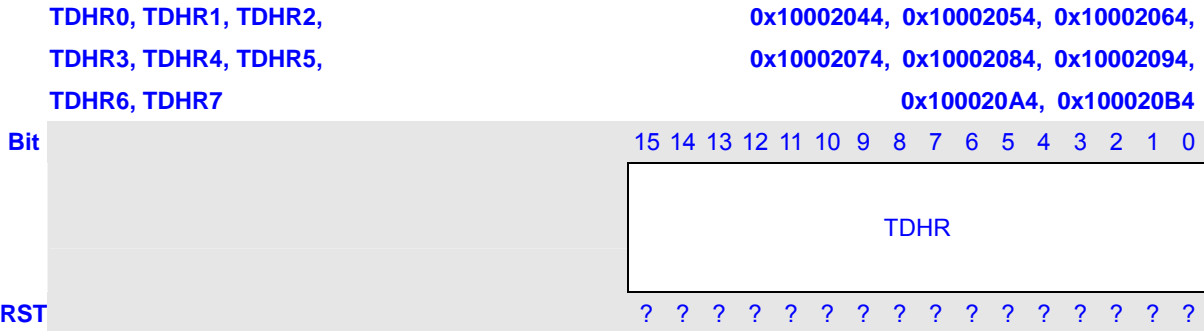 TDHR0, TDHR1, TDHR2, 0x10002044, 0x10002054, 0x10002064,
TDHR3, TDHR4, TDHR5, 0x10002074, 0x10002084, 0x10002094,
TDHR6, TDHR7 0x100020A4, 0x100020B4
Bit 15 14 13 12 11 10 9 8 7 6 5 4 3 2 1 0
TDHR
RST ? ? ? ? ? ? ? ? ? ? ? ? ? ? ? ?